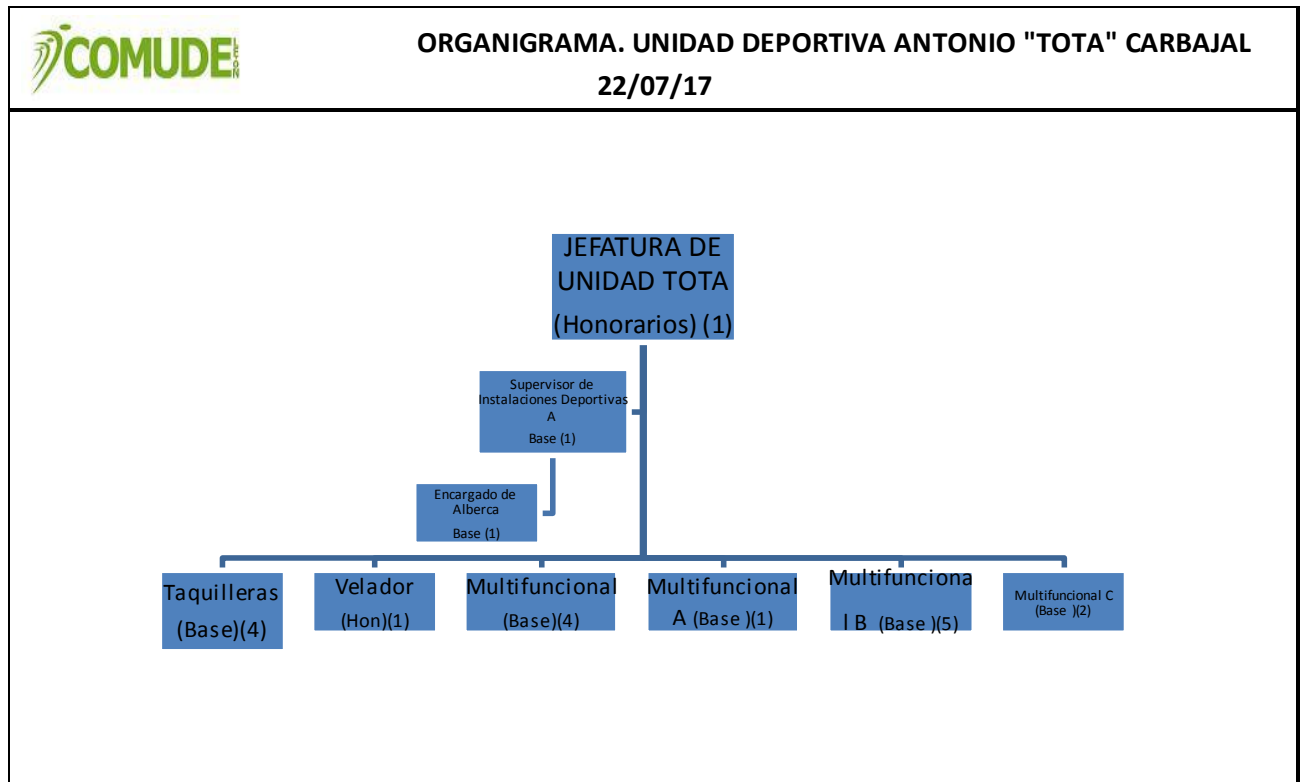 COMUDE
LEON
ORGANIGRAMA. UNIDAD DEPORTIVA ANTONIO "TOTA" CARBAJAL
22/07/17
JEFATURA DE
UNIDAD TOTA
(Honorarios) (1)
Supervisor de
Instalaciones Deportivas
A
Base (1)
Encargado de
Alberca
Base (1)
Taquilleras
(Base)(4)
Velador
(Hon)(1)
Multifuncional
(Base)(4)
Multifuncional
A (Base )(1)
Multifunciona
l B (Base )(5)
Multifuncional C
(Base )(2)